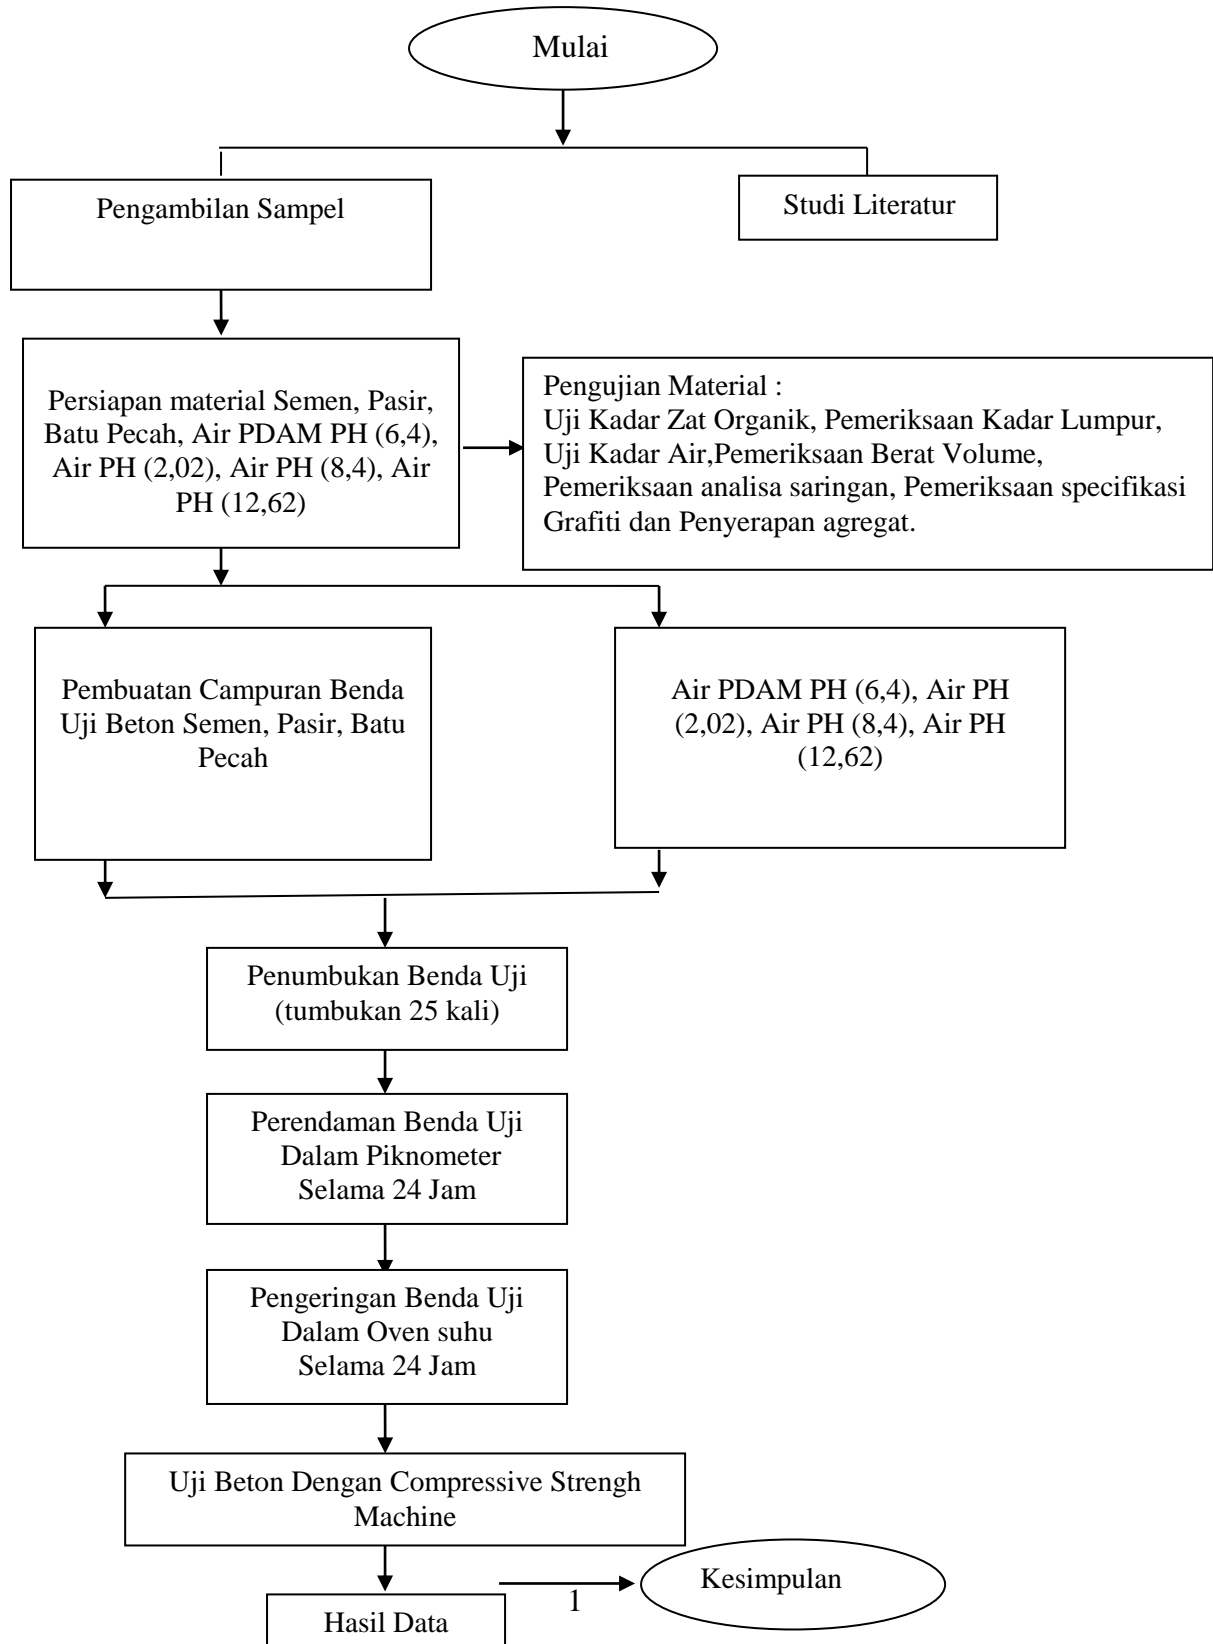 Mulai
Pengambilan Sampel
Studi Literatur
Persiapan material Semen, Pasir,
Batu Pecah, Air PDAM PH (6,4),
Air PH (2,02), Air PH (8,4), Air
PH (12,62)
Pengujian Material :
Uji Kadar Zat Organik, Pemeriksaan Kadar Lumpur,
Uji Kadar Air,Pemeriksaan Berat Volume,
Pemeriksaan analisa saringan, Pemeriksaan specifikasi
Grafiti dan Penyerapan agregat.
Pembuatan Campuran Benda
Uji Beton Semen, Pasir, Batu
Pecah
Air PDAM PH (6,4), Air PH
(2,02), Air PH (8,4), Air PH
(12,62)
Penumbukan Benda Uji
(tumbukan 25 kali)
Perendaman Benda Uji
Dalam Piknometer
Selama 24 Jam
Pengeringan Benda Uji
Dalam Oven suhu
Selama 24 Jam
Uji Beton Dengan Compressive Strengh
Machine
Hasil Data
1
Kesimpulan